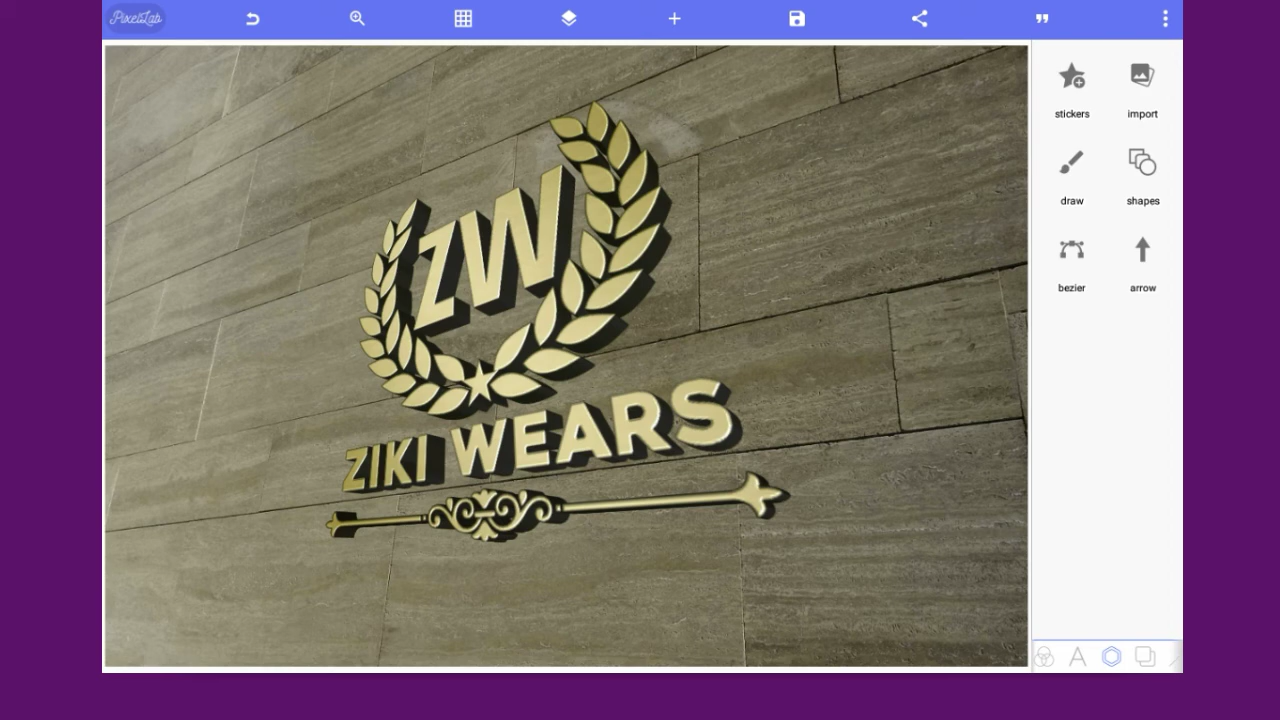 PixelLab
ZW
ZIKI WEARS
stickers
import
draw
shapes
bezier
arrow
A